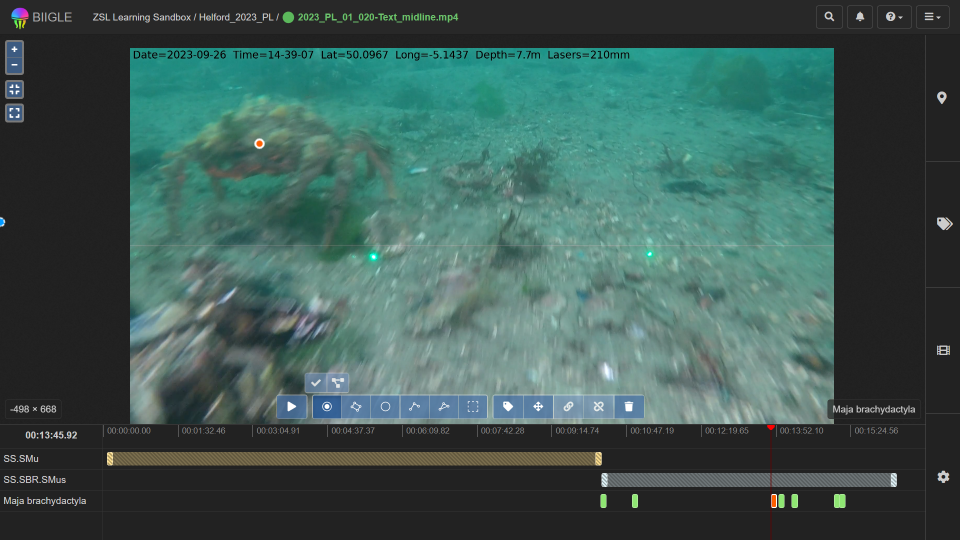 BIIGLE ZSL Learning Sandbox / Helford_2023_PL / 2023_PL_01_020-Text_midline.mp4
Date=2023-09-26 Time=14-39-07 Lat=50.0967 Long=-5.1437 Depth=7.7m Lasers=210mm
-498 × 668
Maja brachydactyla
00:13:45.92 00:00:00.00 00:01:32.46 00:03:04.91 00:04:37.37 00:06:09.82 00:07:42.28 00:09:14.74 00:10:47.19 00:12:19.65 00:13:52.10 00:15:24.56
SS.SMu
SS.SBR.SMus
Maja brachydactyla